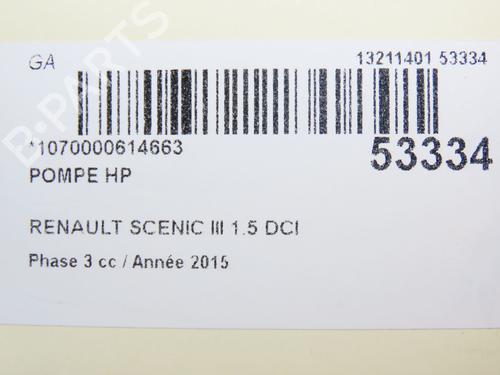 GA
13211401 53334
*1070000614663
53334
POMPE HP
RENAULT SCENIC III 1.5 DCI
Phase 3 cc / Année 2015
B-PARTS